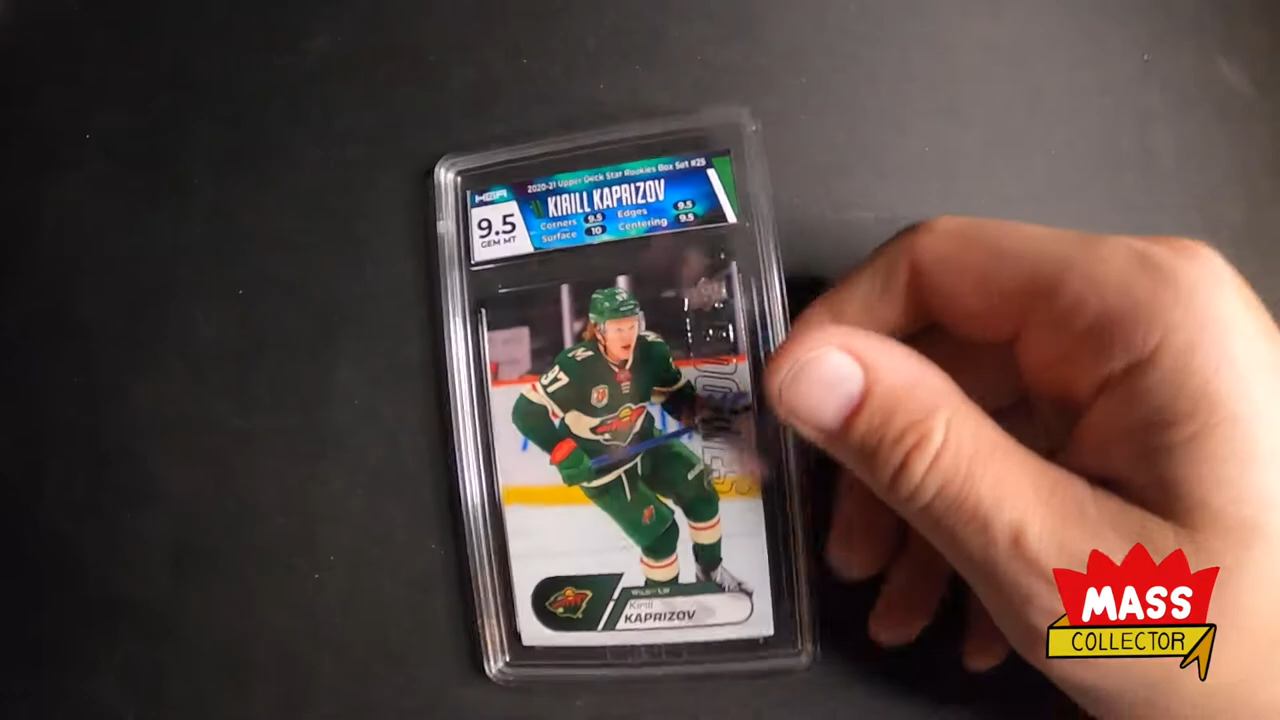 2020-21 Upper Deck Star Rookies Box Set #25
HGA
KIRILL KAPRIZOV
9.5
GEM MT
Corners 9.5 Edges 9.5
Surface 10 Centering 9.5
97
Kirill
KAPRIZOV
MASS
COLLECTOR